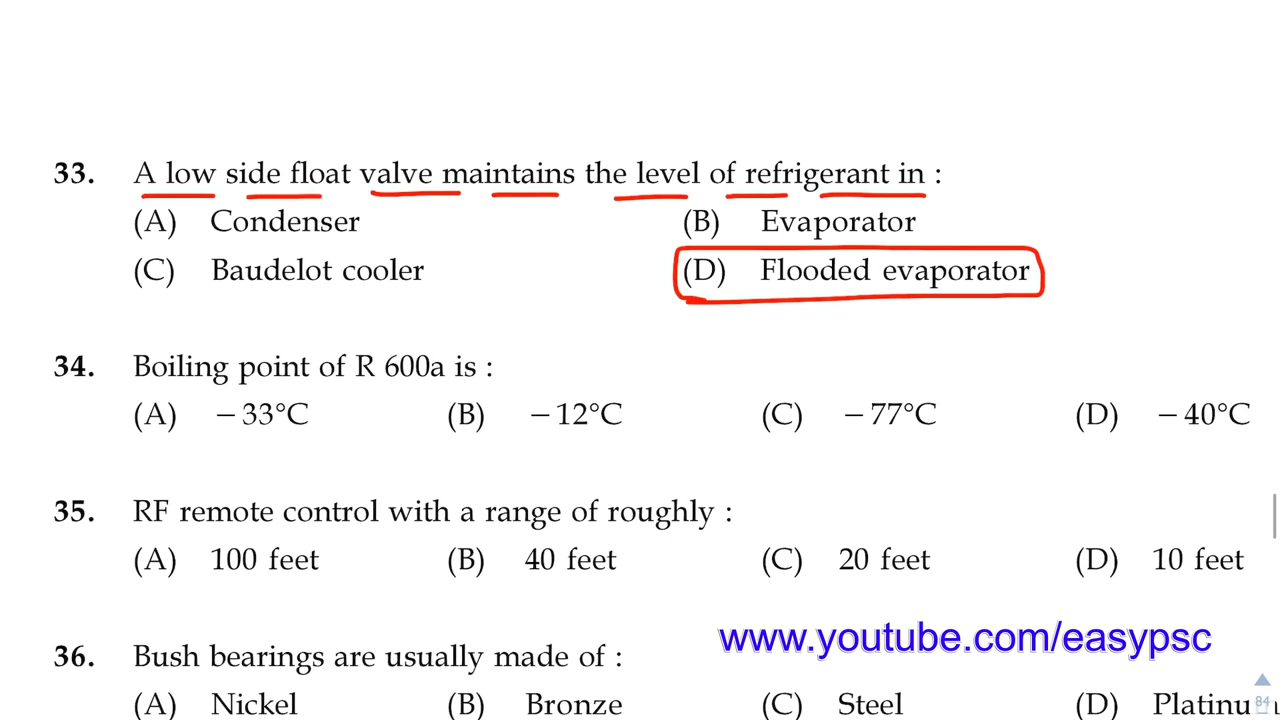 33. A low side float valve maintains the level of refrigerant in :
(A) Condenser (B) Evaporator
(C) Baudelot cooler (D) Flooded evaporator
34. Boiling point of R 600a is :
(A) − 33°C (B) − 12°C (C) − 77°C (D) − 40°C
35. RF remote control with a range of roughly :
(A) 100 feet (B) 40 feet (C) 20 feet (D) 10 feet
www.youtube.com/easypsc
36. Bush bearings are usually made of :
(A) Nickel (B) Bronze (C) Steel (D) Platinu
84